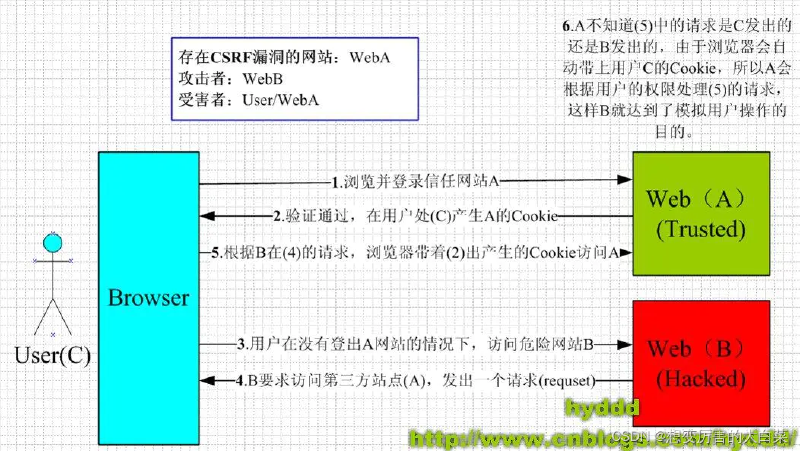 存在CSRF漏洞的网站：WebA
攻击者：WebB
受害者：User/WebA
6.A不知道(5)中的请求是C发出的
还是B发出的，由于浏览器会自
动带上用户C的Cookie，所以A会
根据用户的权限处理(5)的请求，
这样B就达到了模拟用户操作的
目的。
1.浏览并登录信任网站A
2.验证通过，在用户处(C)产生A的Cookie
5.根据B在(4)的请求，浏览器带着(2)出产生的Cookie访问A
Web（A）
(Trusted)
Browser
User(C)
3.用户在没有登出A网站的情况下，访问危险网站B
4.B要求访问第三方站点(A)，发出一个请求(requset)
Web（B）
(Hacked)
hyddd
http://www.cnblogs.com/hyddd/
CSDN @想变厉害的大白菜